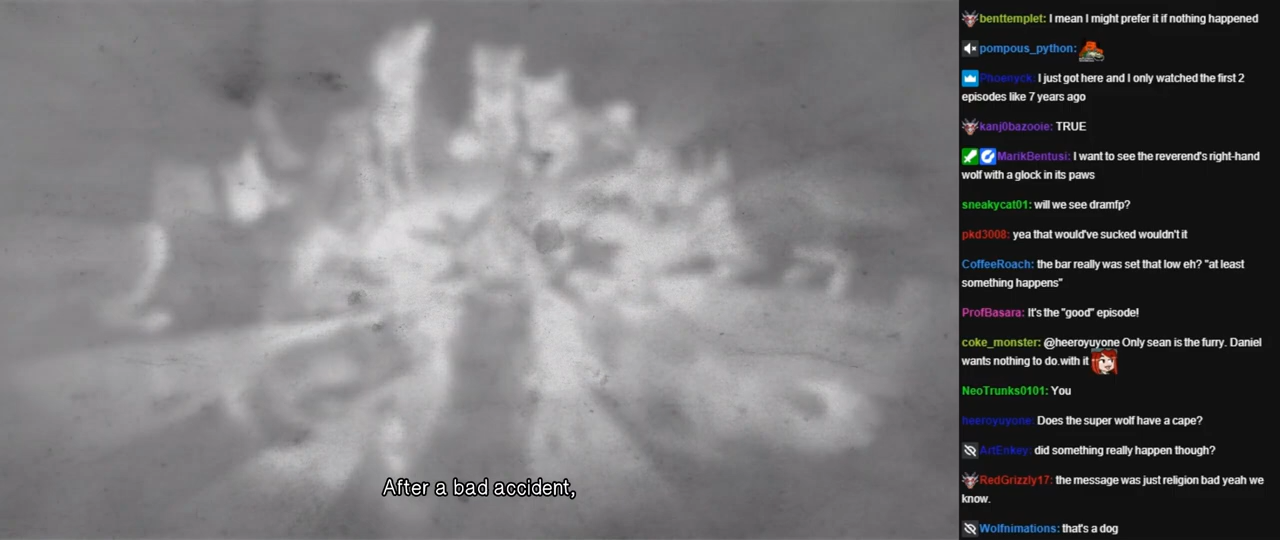 After a bad accident,
benttemplet: I mean I might prefer it if nothing happened
pompous_python:
Phoenyck: I just got here and I only watched the first 2
episodes like 7 years ago
kanj0bazooie: TRUE
MarikBentusi: I want to see the reverend's right-hand
wolf with a glock in its paws
sneakycat01: will we see dramfp?
pkd3008: yea that would've sucked wouldn't it
CoffeeRoach: the bar really was set that low eh? "at least
something happens"
ProfBasara: It's the "good" episode!
coke_monster: @heeroyuyone Only sean is the furry. Daniel
wants nothing to do.with it
NeoTrunks0101: You
heeroyuyone: Does the super wolf have a cape?
ArtEnkey: did something really happen though?
RedGrizzly17: the message was just religion bad yeah we
know.
Wolfnimations: that's a dog